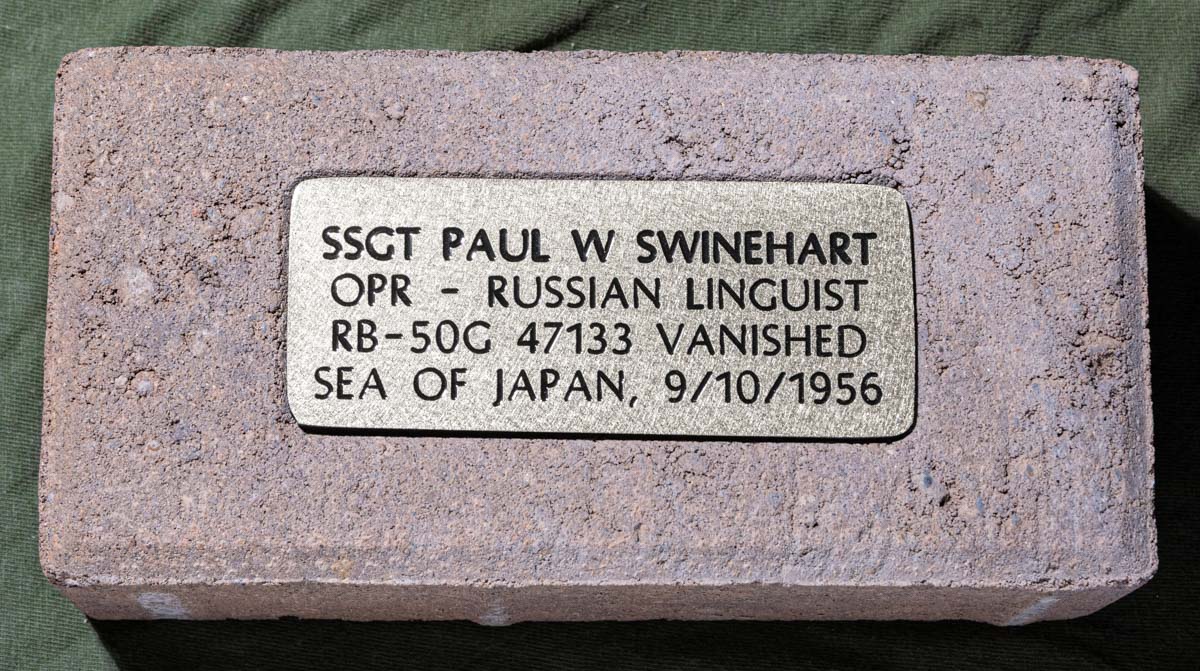 SSGT PAUL W SWINEHART
OPR - RUSSIAN LINGUIST
RB-50G 47133 VANISHED
SEA OF JAPAN, 9/10/1956